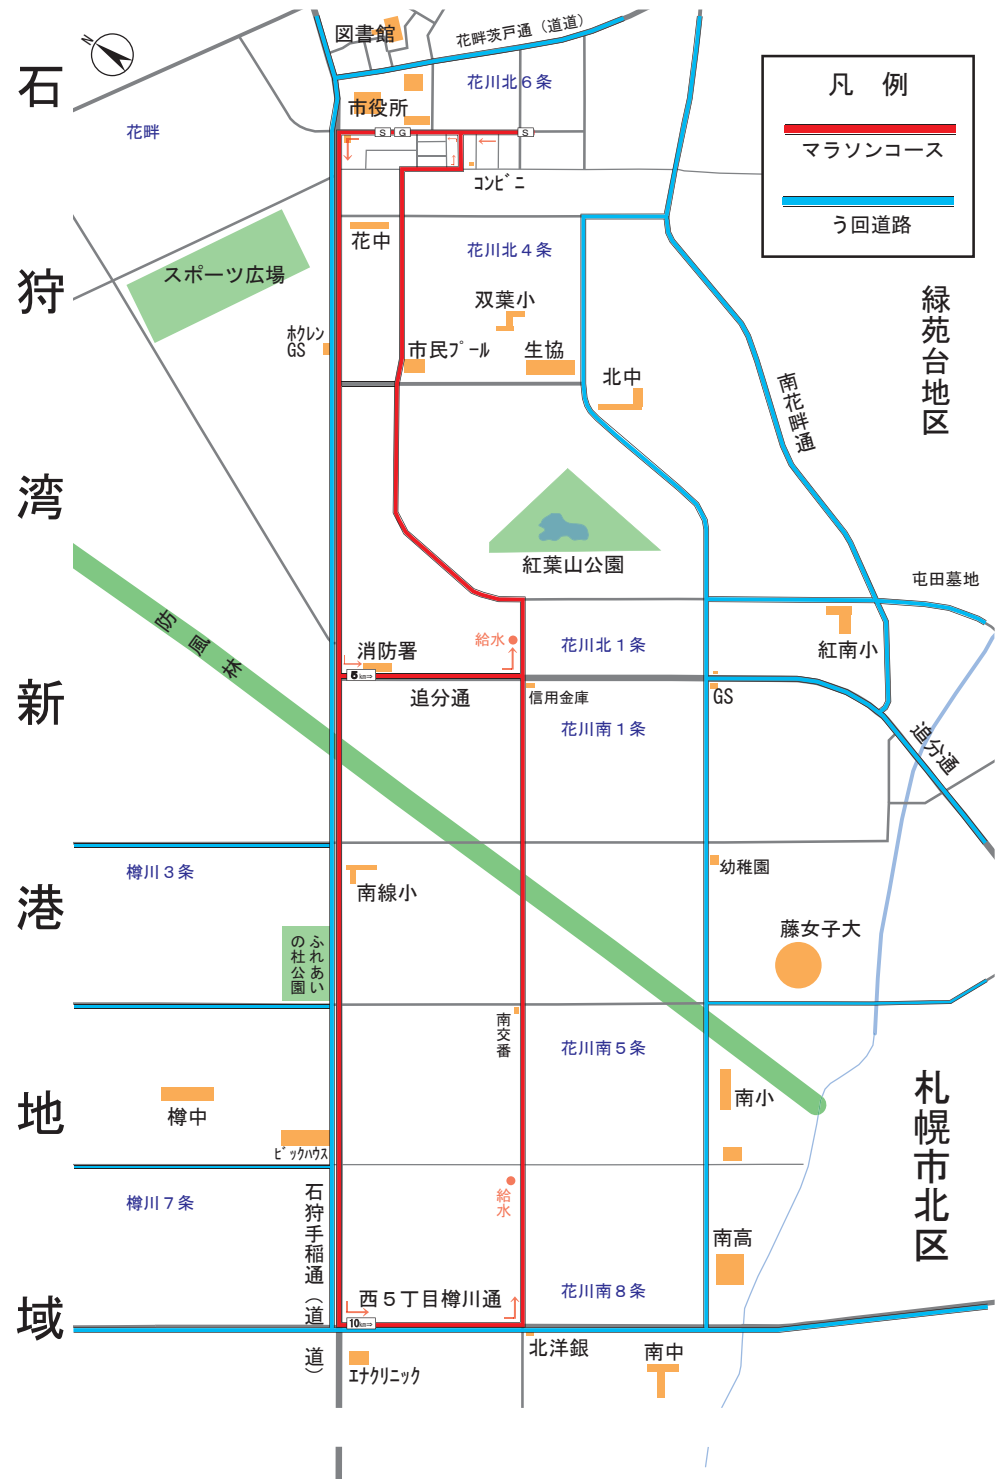 石狩湾新港地域
N
図書館
花畔茨戸通（道道）
花川北６条
市役所
花畔
S
G
S
コンビニ
凡　例
マラソンコース
う回道路
花中
花川北４条
スポーツ広場
双葉小
ホクレン
GS
市民プール
生協
北中
南花畔通
緑苑台地区
紅葉山公園
屯田墓地
防風林
給水
花川北１条
紅南小
消防署
5km⇒
追分通
信用金庫
GS
花川南１条
追分通
樽川３条
南線小
幼稚園
藤女子大
ふれあい
の杜公園
南交番
花川南５条
樽中
南小
ビックハウス
札幌市北区
樽川７条
石狩手稲通（道道）
給水
南高
西５丁目樽川通
花川南８条
10km⇒
北洋銀
南中
エナクリニック